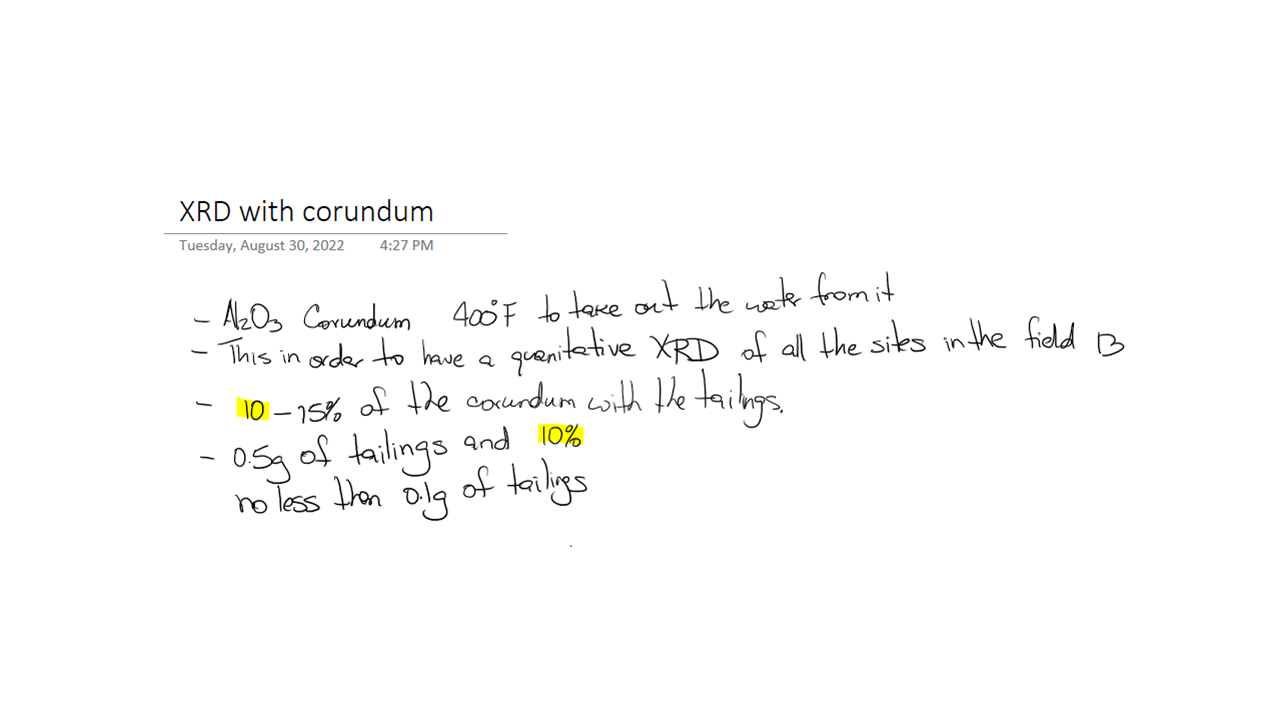 XRD with corundum
Tuesday, August 30, 2022 4:27 PM
- Al2O3 Corundum 400°F to take out the water from it
- This in order to have a quanitative XRD of all the sites in the field B
- 10-15% of the corundum with the tailings.
- 0.5g of tailings and 10%
no less than 0.1g of tailigs